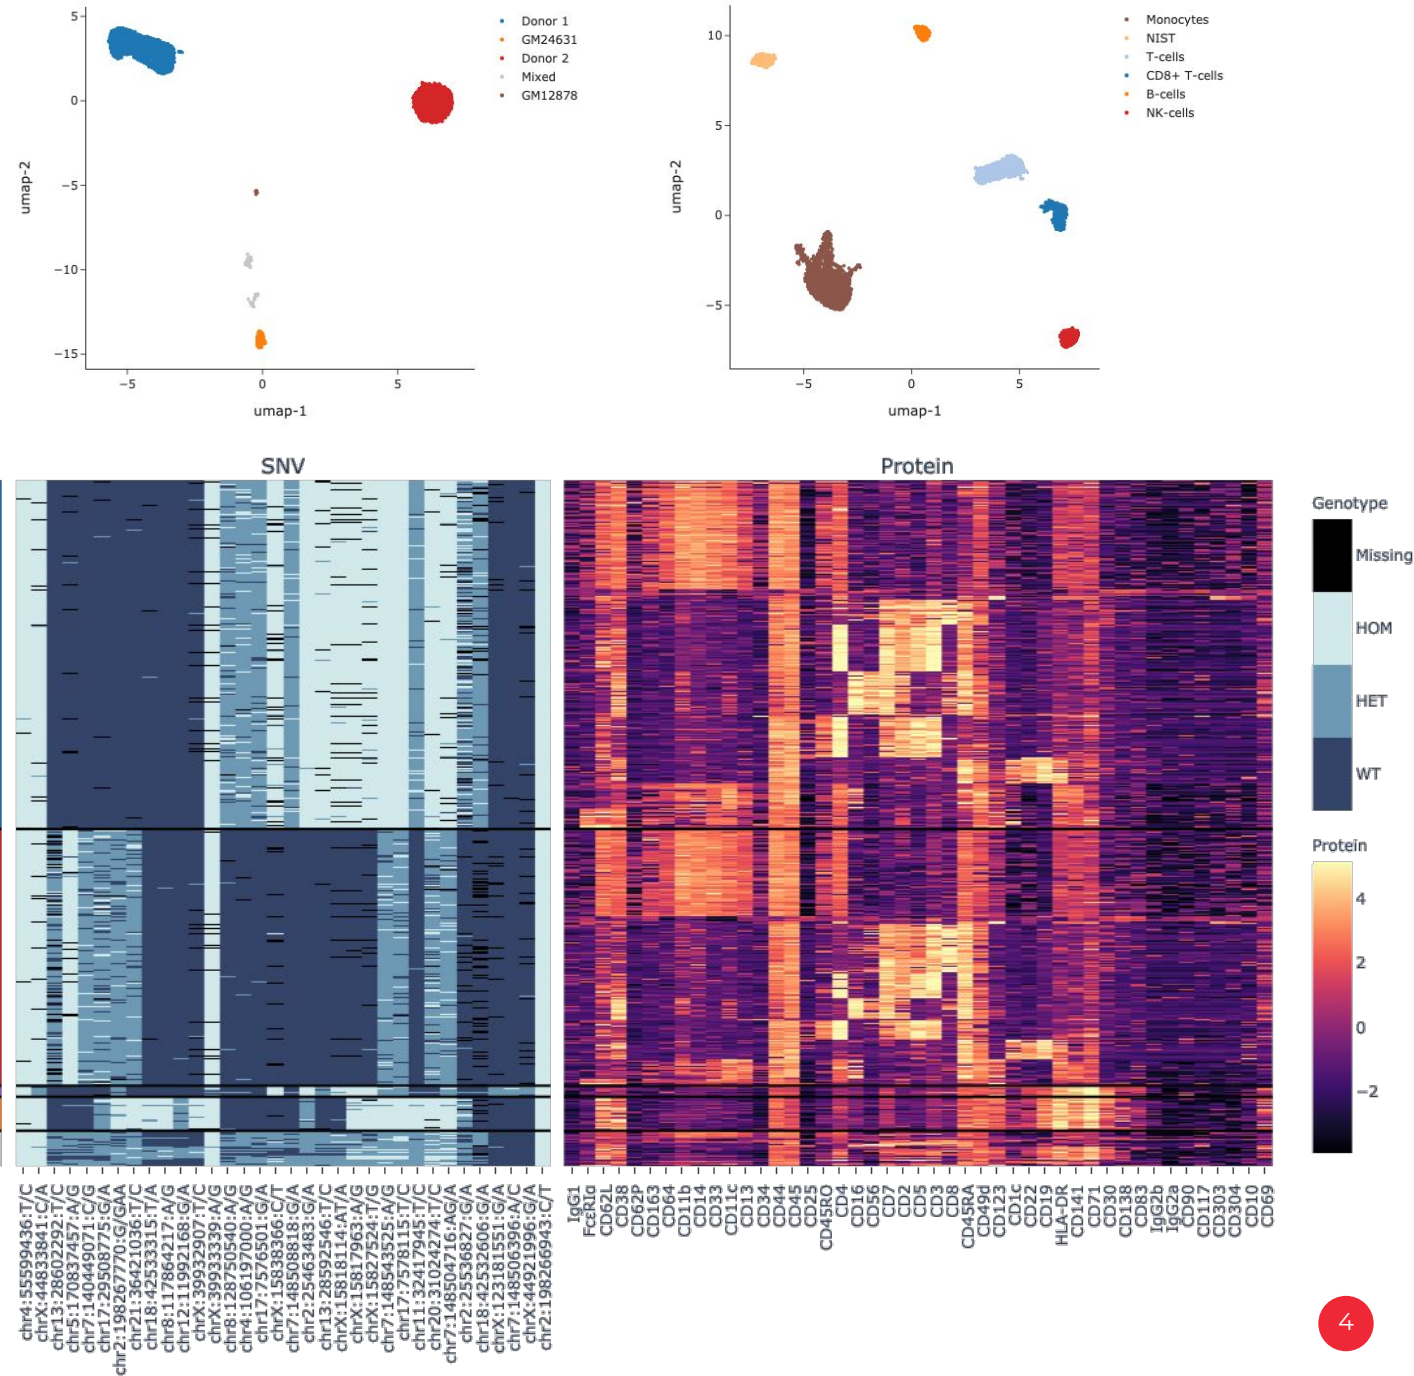 Donor 1
GM24631
Donor 2
Mixed
GM12878
5
0
−5
−10
−15
−5
0
5
umap-1
umap-2
Monocytes
NIST
T-cells
CD8+ T-cells
B-cells
NK-cells
10
5
0
−5
−5
0
5
umap-1
umap-2
SNV
Protein
Genotype
Missing
HOM
HET
WT
Protein
4
2
0
−2
chr4:55599436:T/C
chrX:44833841:C/A
chr13:28602292:T/C
chr5:170837457:A/G
chr7:140449071:C/G
chr17:29508775:G/A
chr2:198267770:G/GAA
chr21:36421036:T/C
chr18:42533315:T/A
chr8:117864217:A/G
chr12:11992168:G/A
chrX:39932907:T/C
chrX:39933339:A/G
chr8:128750540:A/G
chr4:106197000:A/G
chr17:7576501:G/A
chrX:15838366:C/T
chr7:148508818:G/A
chr2:25463483:G/A
chr13:28592546:T/C
chrX:15818114:AT/A
chrX:15817963:A/G
chrX:15827524:T/G
chr7:148543525:A/G
chr17:7578115:T/C
chr11:32417945:T/C
chr20:31024274:T/C
chr7:148504716:AG/A
chr2:25536827:G/A
chr18:42532606:G/A
chrX:123181551:G/A
chr7:148506396:A/C
chrX:44921996:G/A
chr2:198266943:C/T
IgG1
FcεRIα
CD62L
CD38
CD62P
CD163
CD64
CD11b
CD14
CD33
CD11c
CD13
CD34
CD44
CD45
CD45RO
CD4
CD16
CD56
CD7
CD2
CD5
CD3
CD8
CD45RA
CD49d
CD123
CD1c
CD22
CD19
HLA-DR
CD141
CD71
CD30
CD138
CD83
IgG2b
IgG2a
CD90
CD117
CD303
CD304
CD10
CD69
4